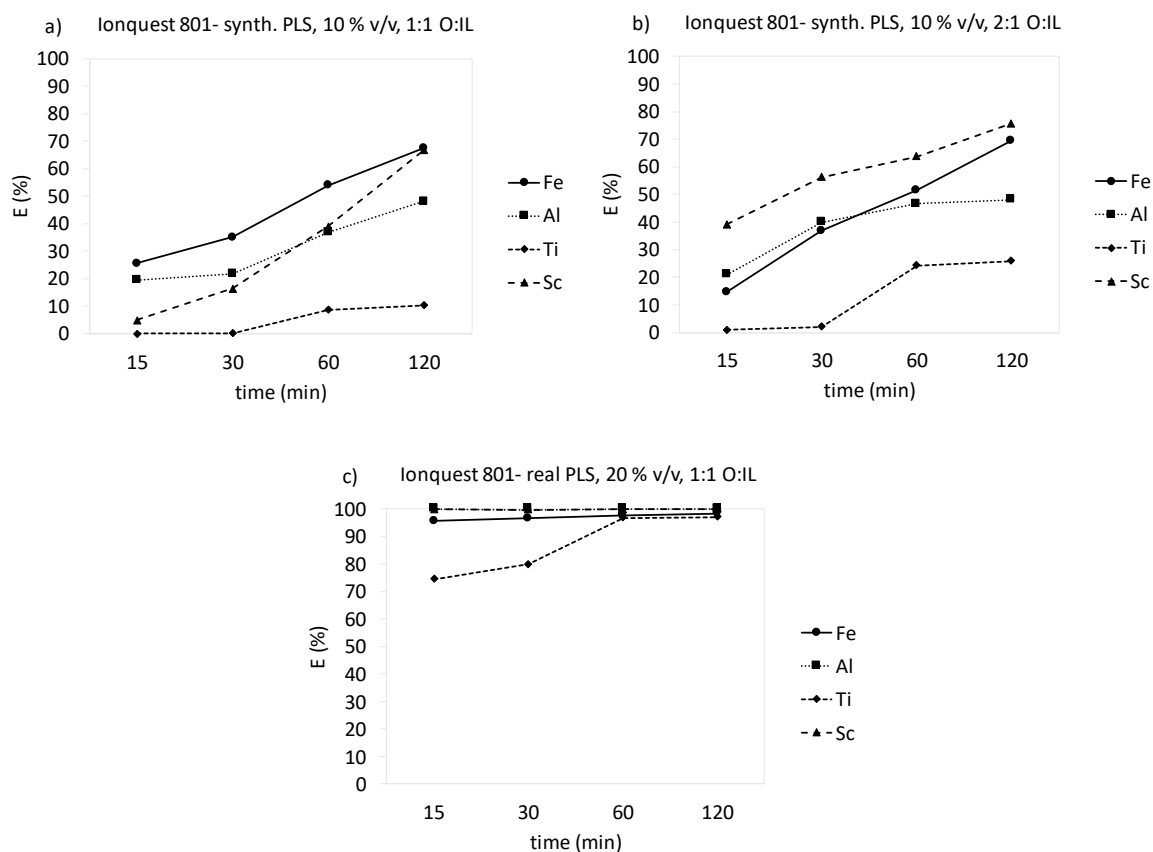 a) Ionquest 801- synth. PLS, 10 % v/v, 1:1 O:IL
100
90
80
70
60
50
40
30
20
10
0
E (%)
15 30 60 120
time (min)
Fe
Al
Ti
Sc
b) Ionquest 801- synth. PLS, 10 % v/v, 2:1 O:IL
100
90
80
70
60
50
40
30
20
10
0
E (%)
15 30 60 120
time (min)
Fe
Al
Ti
Sc
c) Ionquest 801- real PLS, 20 % v/v, 1:1 O:IL
100
90
80
70
60
50
40
30
20
10
0
E (%)
15 30 60 120
time (min)
Fe
Al
Ti
Sc